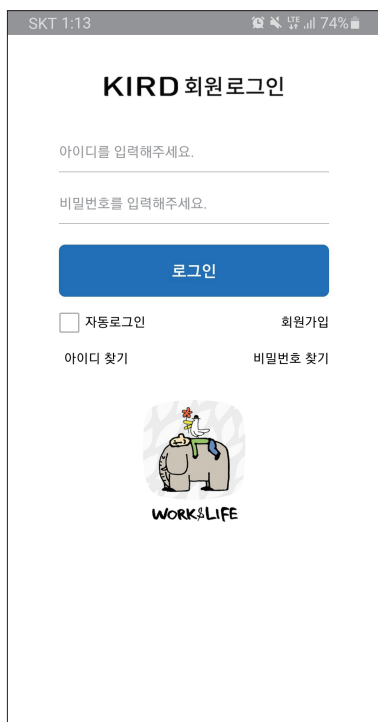 SKT 1:13 LTE 74%
KIRD 회원로그인
아이디를 입력해주세요.
비밀번호를 입력해주세요.
로그인
자동로그인 회원가입
아이디 찾기 비밀번호 찾기
WORK&LIFE